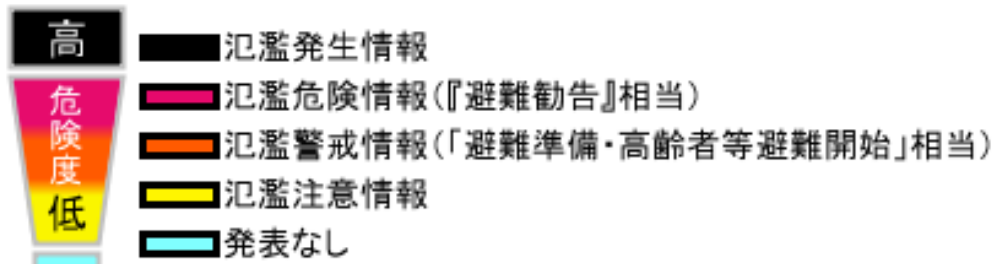 高
危険度
低
氾濫発生情報
氾濫危険情報(『避難勧告』相当)
氾濫警戒情報(「避難準備・高齢者等避難開始」相当)
氾濫注意情報
発表なし